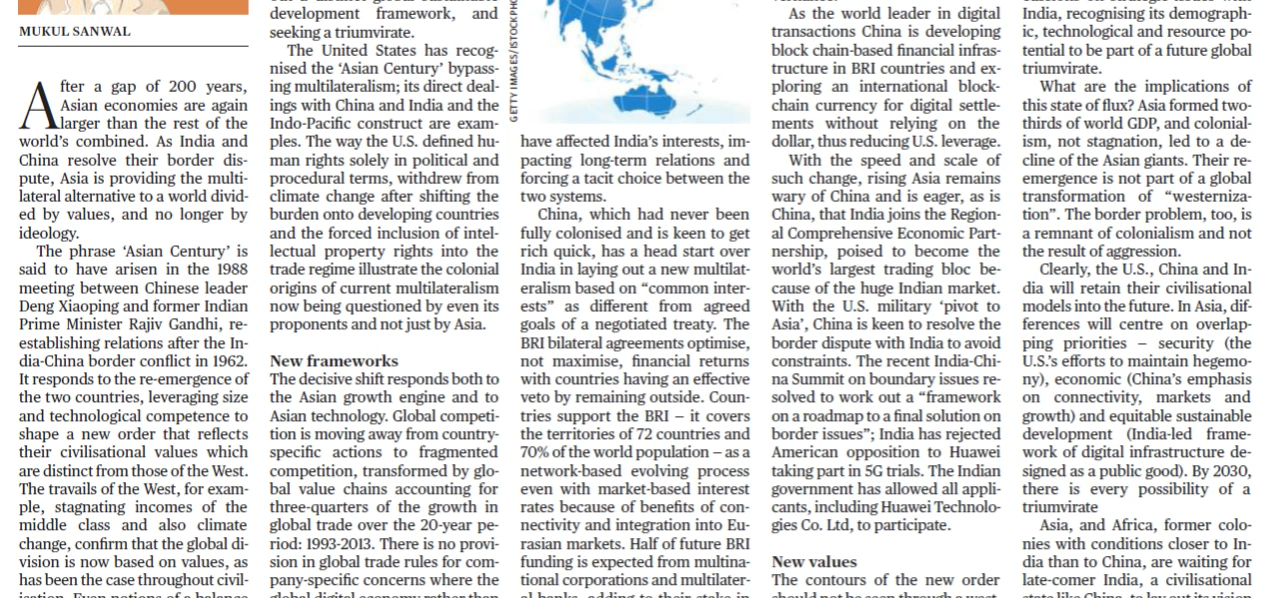 MUKUL SANWAL
After a gap of 200 years,
Asian economies are again
larger than the rest of the
world's combined. As India and
China resolve their border dis-
pute, Asia is providing the multi-
lateral alternative to a world divid-
ed by values, and no longer by
ideology.
The phrase 'Asian Century' is
said to have arisen in the 1988
meeting between Chinese leader
Deng Xiaoping and former Indian
Prime Minister Rajiv Gandhi, re-
establishing relations after the In-
dia-China border conflict in 1962.
It responds to the re-emergence of
the two countries, leveraging size
and technological competence to
shape a new order that reflects
their civilisational values which
are distinct from those of the West.
The travails of the West, for exam-
ple, stagnating incomes of the
middle class and also climate
change, confirm that the global di-
vision is now based on values, as
has been the case throughout civil-
isation. Even notions of a balance
development framework, and
seeking a triumvirate.
The United States has recog-
nised the 'Asian Century' bypass-
ing multilateralism; its direct deal-
ings with China and India and the
Indo-Pacific construct are exam-
ples. The way the U.S. defined hu-
man rights solely in political and
procedural terms, withdrew from
climate change after shifting the
burden onto developing countries
and the forced inclusion of intel-
lectual property rights into the
trade regime illustrate the colonial
origins of current multilateralism
now being questioned by even its
proponents and not just by Asia.
New frameworks
The decisive shift responds both to
the Asian growth engine and to
Asian technology. Global competi-
tion is moving away from country-
specific actions to fragmented
competition, transformed by glo-
bal value chains accounting for
three-quarters of the growth in
global trade over the 20-year pe-
riod: 1993-2013. There is no provi-
sion in global trade rules for com-
pany-specific concerns where the
global digital economy rather than
GETTY IMAGES/ISTOCKPHO
have affected India's interests, im-
pacting long-term relations and
forcing a tacit choice between the
two systems.
China, which had never been
fully colonised and is keen to get
rich quick, has a head start over
India in laying out a new multilat-
eralism based on "common inter-
ests" as different from agreed
goals of a negotiated treaty. The
BRI bilateral agreements optimise,
not maximise, financial returns
with countries having an effective
veto by remaining outside. Coun-
tries support the BRI – it covers
the territories of 72 countries and
70% of the world population – as a
network-based evolving process
even with market-based interest
rates because of benefits of con-
nectivity and integration into Eu-
rasian markets. Half of future BRI
funding is expected from multina-
tional corporations and multilater-
al banks, adding to their stake in
As the world leader in digital
transactions China is developing
block chain-based financial infras-
tructure in BRI countries and ex-
ploring an international block-
chain currency for digital settle-
ments without relying on the
dollar, thus reducing U.S. leverage.
With the speed and scale of
such change, rising Asia remains
wary of China and is eager, as is
China, that India joins the Region-
al Comprehensive Economic Part-
nership, poised to become the
world's largest trading bloc be-
cause of the huge Indian market.
With the U.S. military 'pivot to
Asia', China is keen to resolve the
border dispute with India to avoid
constraints. The recent India-Chi-
na Summit on boundary issues re-
solved to work out a "framework
on a roadmap to a final solution on
border issues"; India has rejected
American opposition to Huawei
taking part in 5G trials. The Indian
government has allowed all appli-
cants, including Huawei Technolo-
gies Co. Ltd, to participate.
New values
The contours of the new order
should not be seen through a west-
India, recognising its demograph-
ic, technological and resource po-
tential to be part of a future global
triumvirate.
What are the implications of
this state of flux? Asia formed two-
thirds of world GDP, and colonial-
ism, not stagnation, led to a de-
cline of the Asian giants. Their re-
emergence is not part of a global
transformation of "westerniza-
tion". The border problem, too, is
a remnant of colonialism and not
the result of aggression.
Clearly, the U.S., China and In-
dia will retain their civilisational
models into the future. In Asia, dif-
ferences will centre on overlap-
ping priorities – security (the
U.S.'s efforts to maintain hegemo-
ny), economic (China's emphasis
on connectivity, markets and
growth) and equitable sustainable
development (India-led frame-
work of digital infrastructure de-
signed as a public good). By 2030,
there is every possibility of a
triumvirate
Asia, and Africa, former colo-
nies with conditions closer to In-
dia than to China, are waiting for
late-comer India, a civilisational
state like China, to lay out its vision